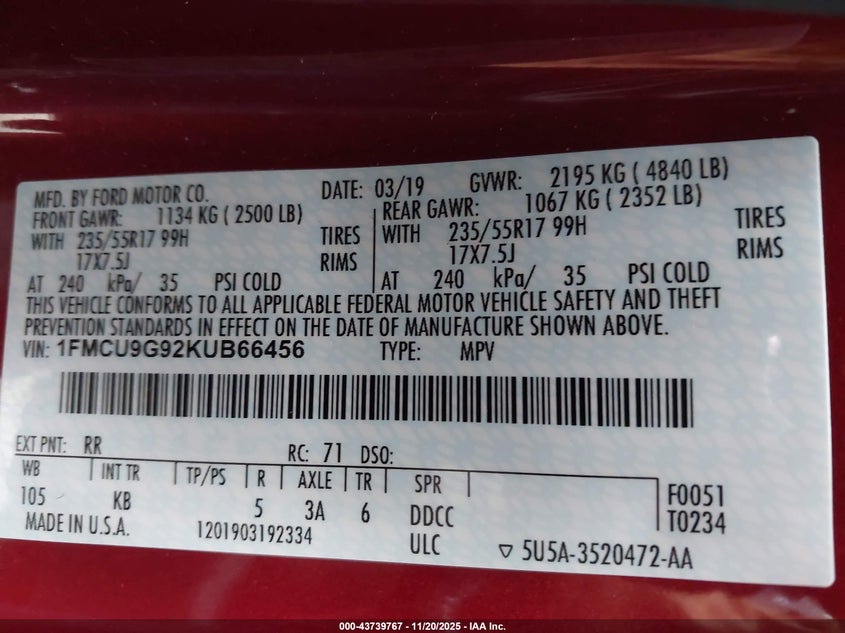 MFD. BY FORD MOTOR CO. DATE: 03/19 GVWR: 2195 KG ( 4840 LB)
FRONT GAWR: 1134 KG ( 2500 LB) REAR GAWR: 1067 KG ( 2352 LB)
WITH 235/55R17 99H TIRES WITH 235/55R17 99H TIRES
17X7.5J RIMS 17X7.5J RIMS
AT 240 kPa/ 35 PSI COLD AT 240 kPa/ 35 PSI COLD
THIS VEHICLE CONFORMS TO ALL APPLICABLE FEDERAL MOTOR VEHICLE SAFETY AND THEFT
PREVENTION STANDARDS IN EFFECT ON THE DATE OF MANUFACTURE SHOWN ABOVE.
VIN: 1FMCU9G92KUB66456 TYPE: MPV
EXT PNT: RR RC: 71 DSO:
WB INT TR TP/PS R AXLE TR SPR
105 KB 5 3A 6 DDCC F0051
MADE IN U.S.A. 1201903192334 ULC T0234
5U5A-3520472-AA
000-43739767 - 11/20/2025 - IAA Inc.